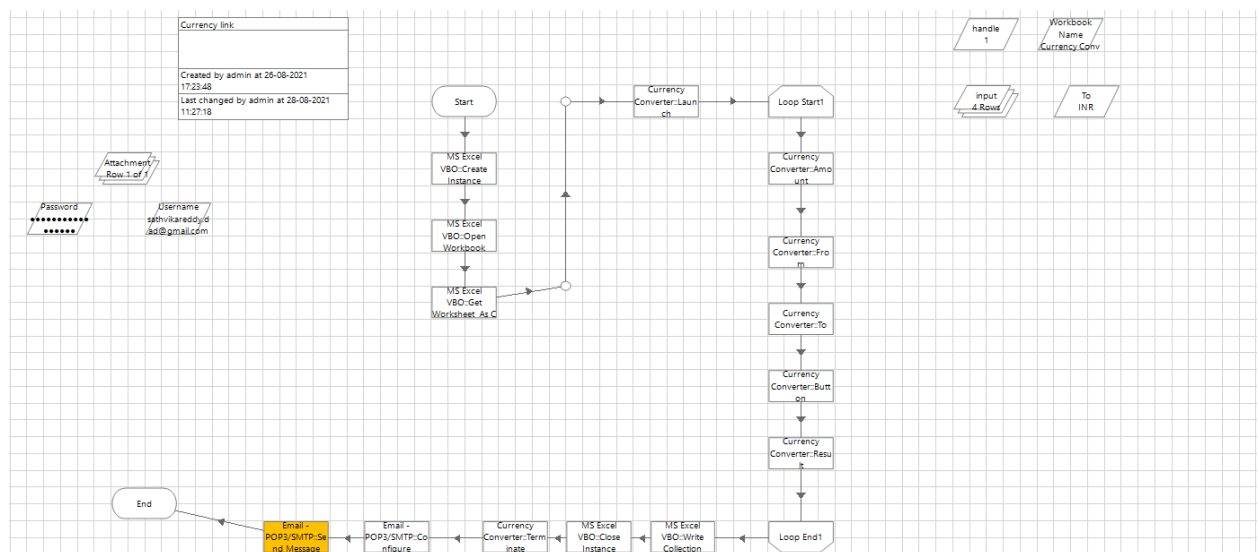 Currency link
Created by admin at 26-08-2021
17:23:48
Last changed by admin at 28-08-2021
11:27:18
handle
1
Workbook
Name
Currency Conv
Start
Currency
Converter::Laun
ch
Loop Start1
input
4 Rows
To
INR
Attachment
Row 1 of 1
MS Excel
VBO::Create
Instance
Currency
Converter::Amo
unt
Password
•••••••••••
••••••
Username
sathvikareddy.d
ad@gmail.com
MS Excel
VBO::Open
Workbook
Currency
Converter::Fro
m
MS Excel
VBO::Get
Worksheet As C
Currency
Converter::To
Currency
Converter::Butt
on
Currency
Converter::Resu
lt
End
Email -
POP3/SMTP::Se
nd Message
Email -
POP3/SMTP::Co
nfigure
Currency
Converter::Term
inate
MS Excel
VBO::Close
Instance
MS Excel
VBO::Write
Collection
Loop End1